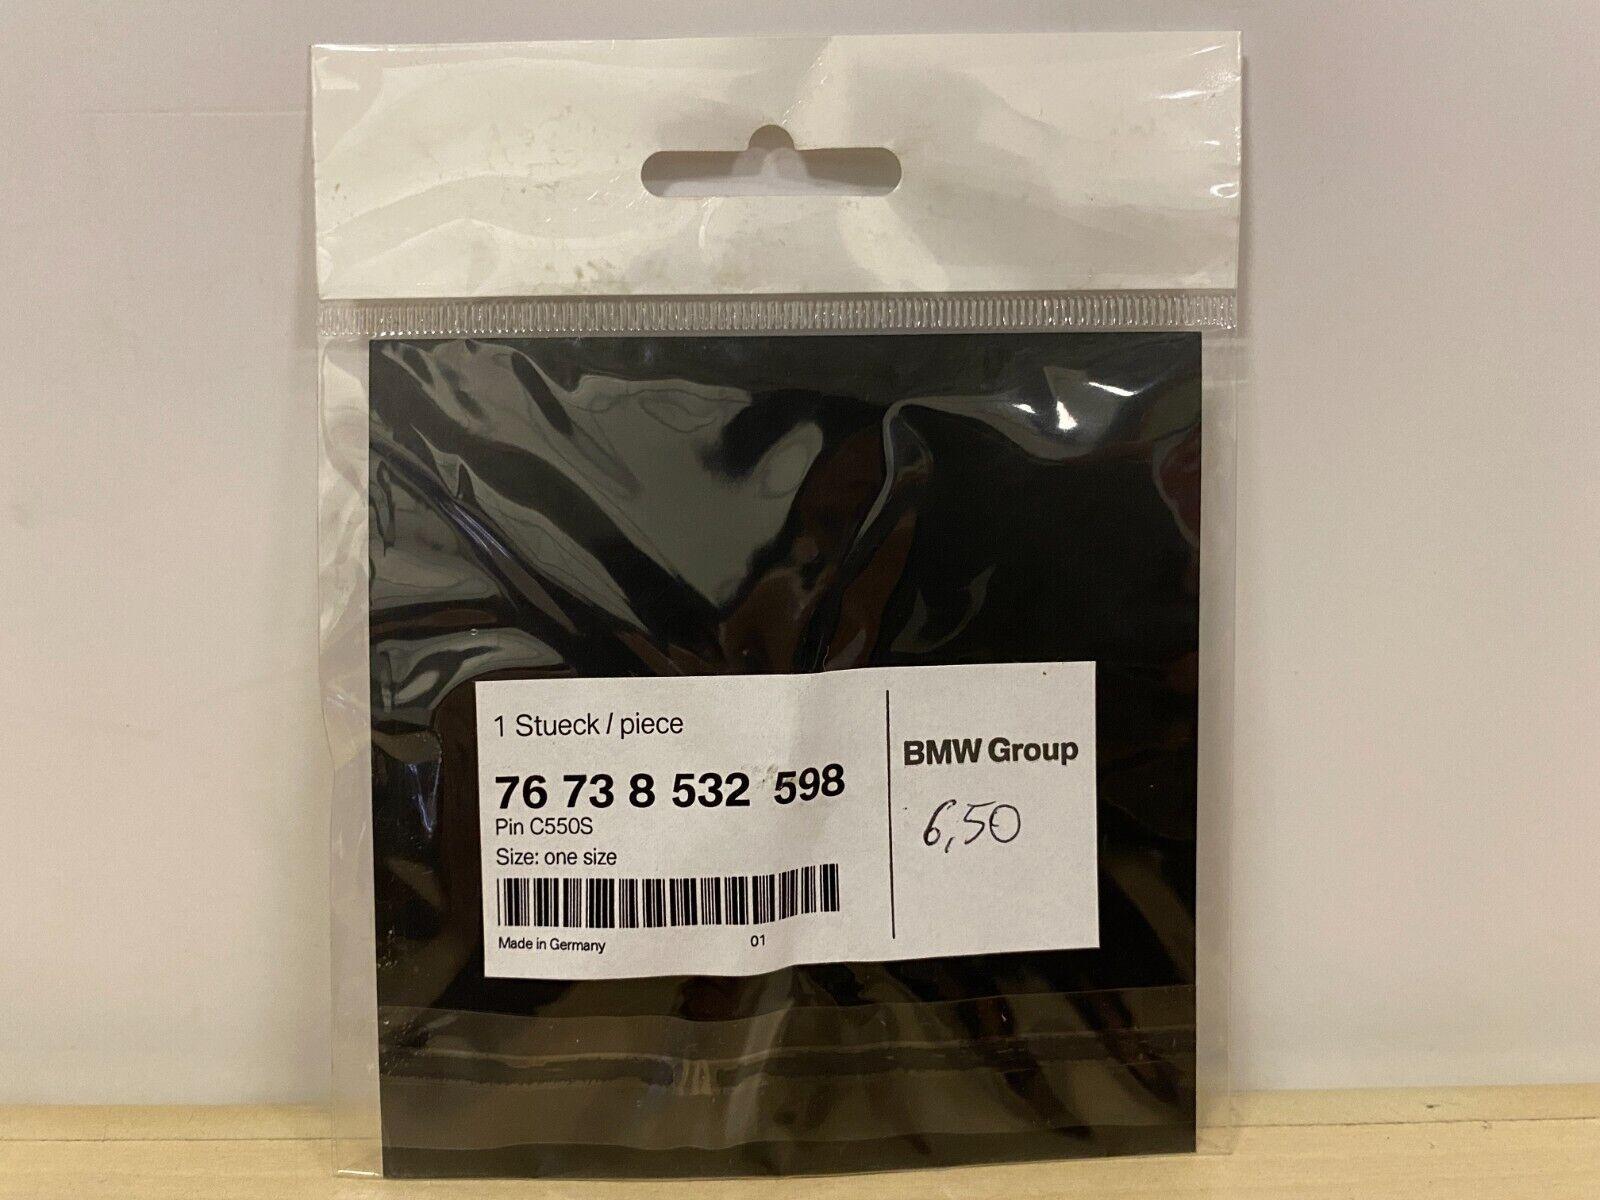 1 Stueck / piece
76 73 8 532 598
Pin C550S
Size: one size
Made in Germany 01
BMW Group
6,50